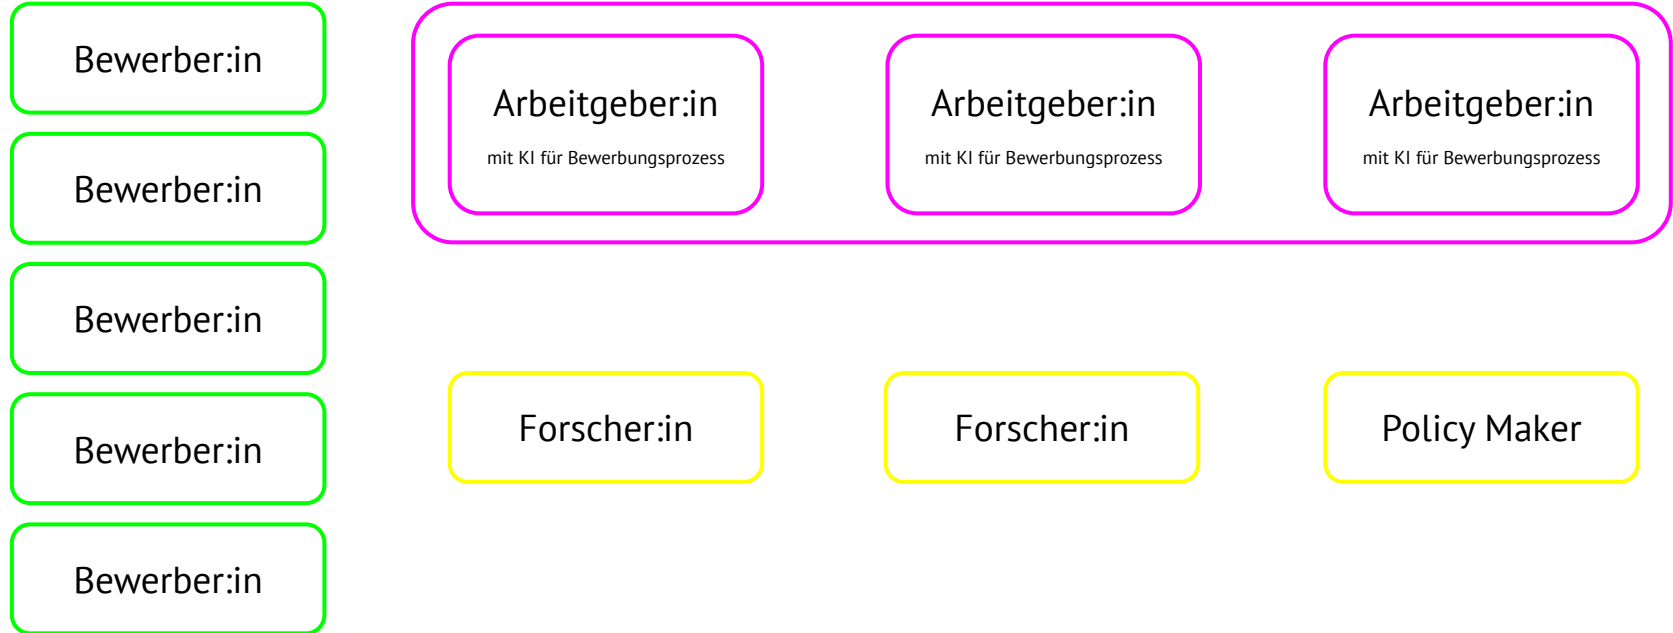 Bewerber:in
Bewerber:in
Bewerber:in
Bewerber:in
Bewerber:in
Arbeitgeber:in
mit KI für Bewerbungsprozess
Arbeitgeber:in
mit KI für Bewerbungsprozess
Arbeitgeber:in
mit KI für Bewerbungsprozess
Forscher:in
Forscher:in
Policy Maker